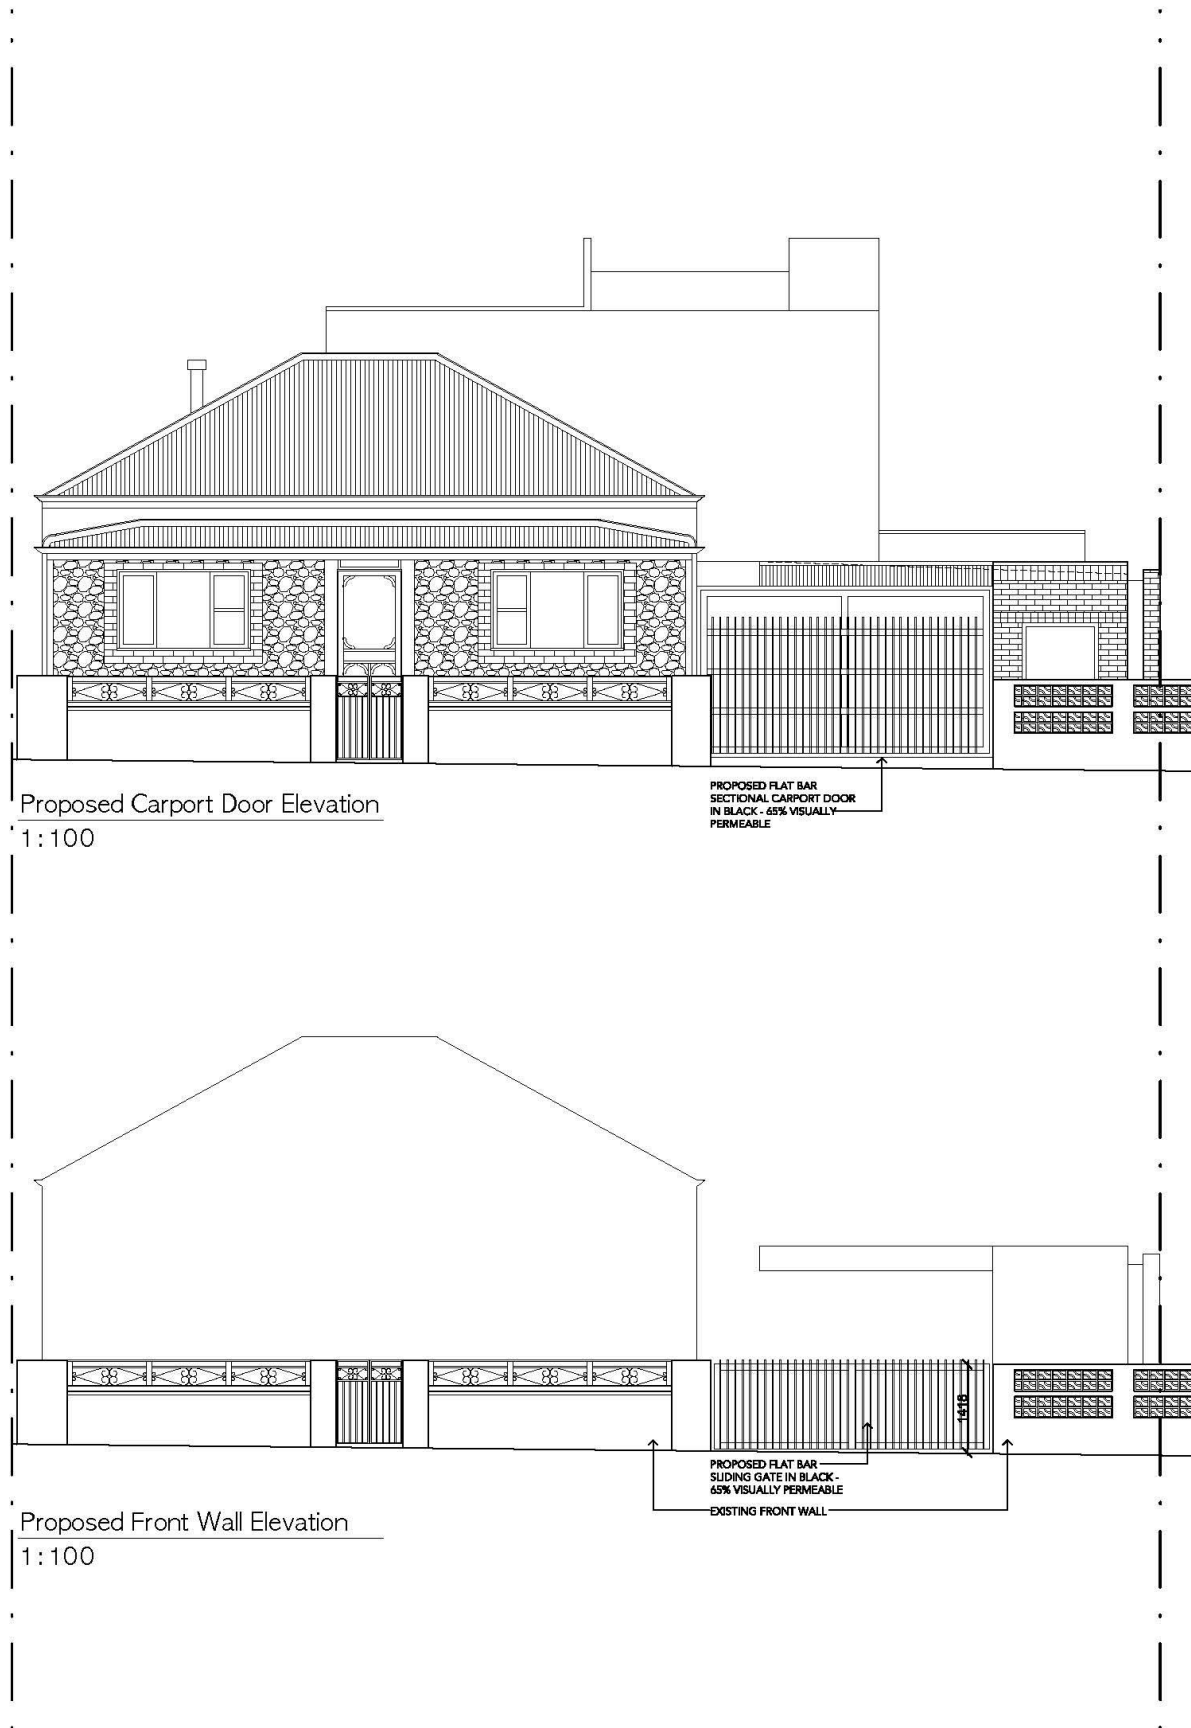 PROPOSED FLAT BAR
SECTIONAL CARPORT DOOR
IN BLACK - 65% VISUALLY
PERMEABLE
Proposed Carport Door Elevation
1:100
1418
PROPOSED FLAT BAR
SLIDING GATE IN BLACK -
65% VISUALLY PERMEABLE
EXISTING FRONT WALL
Proposed Front Wall Elevation
1:100